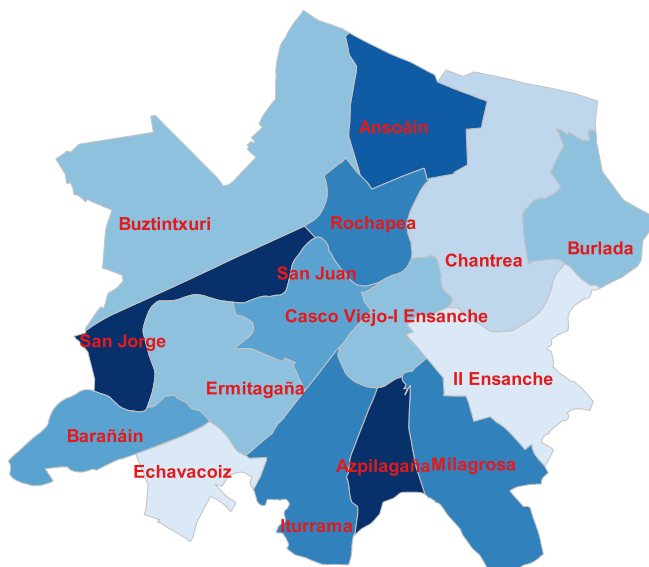 Ansoáin
Buztintxuri
Rochapea
Burlada
Chantrea
San Juan
Casco Viejo-I Ensanche
San Jorge
II Ensanche
Ermitagaña
Barañáin
Echavacoiz
Azpilagaña
Milagrosa
Iturrama